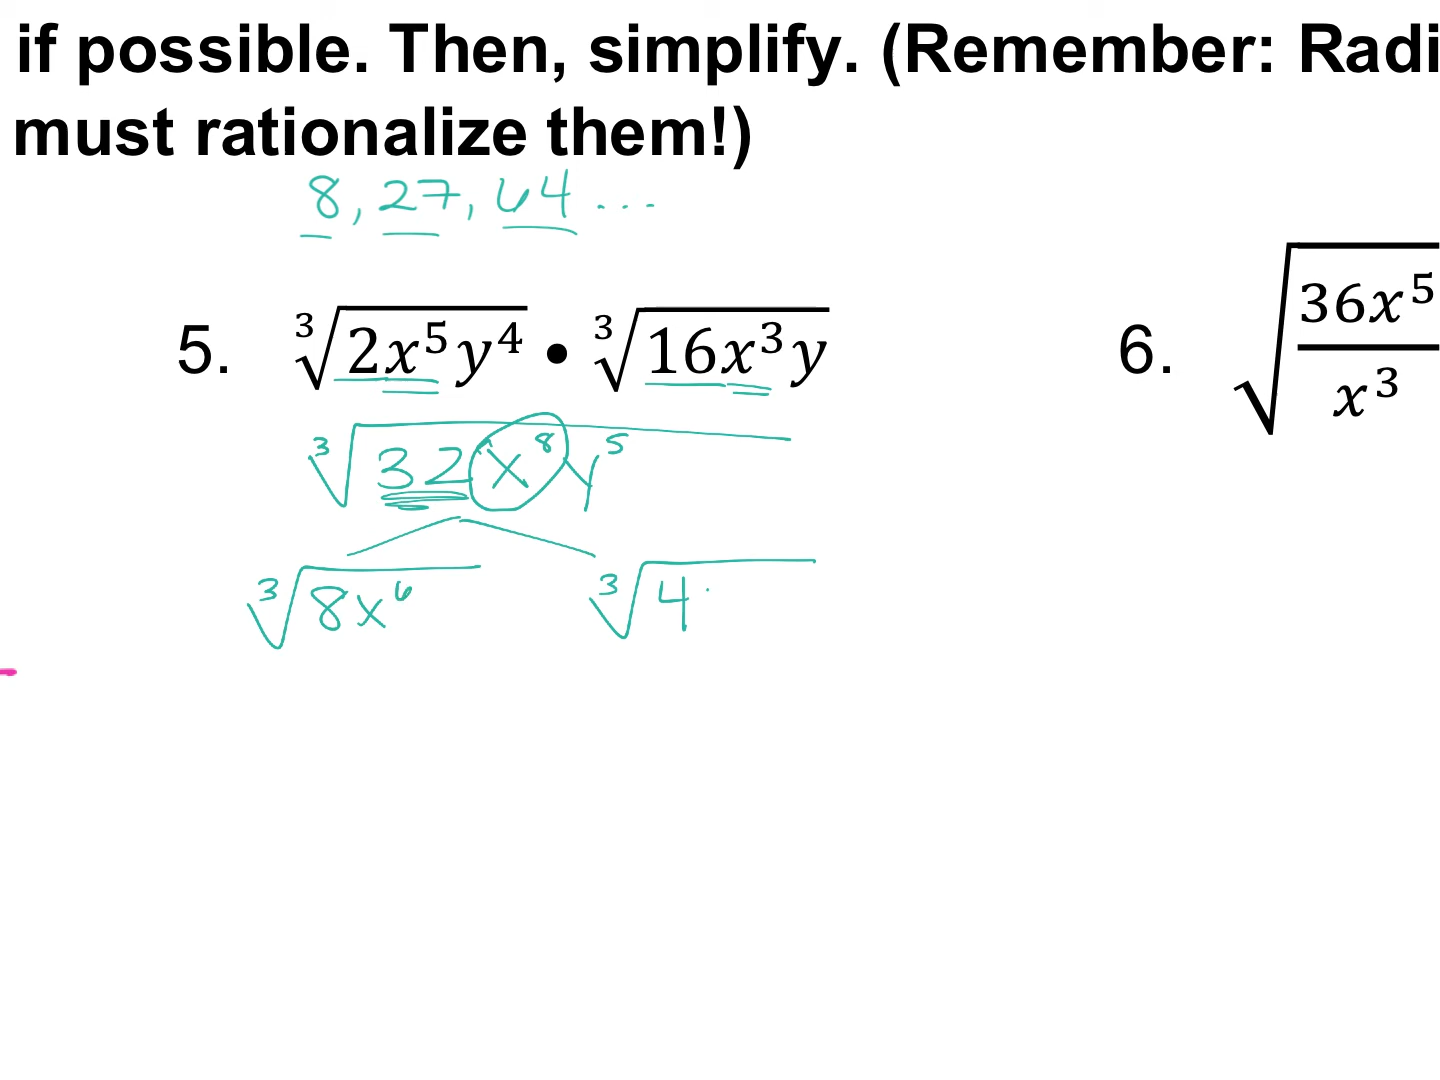 if possible. Then, simplify. (Remember: Radi
must rationalize them!)
8, 27, 64 ...
5. ∛(2x⁵y⁴) • ∛(16x³y)
6. √(36x⁵/x³)
∛(32x⁸y⁵)
∛(8x⁶) ∛(4·